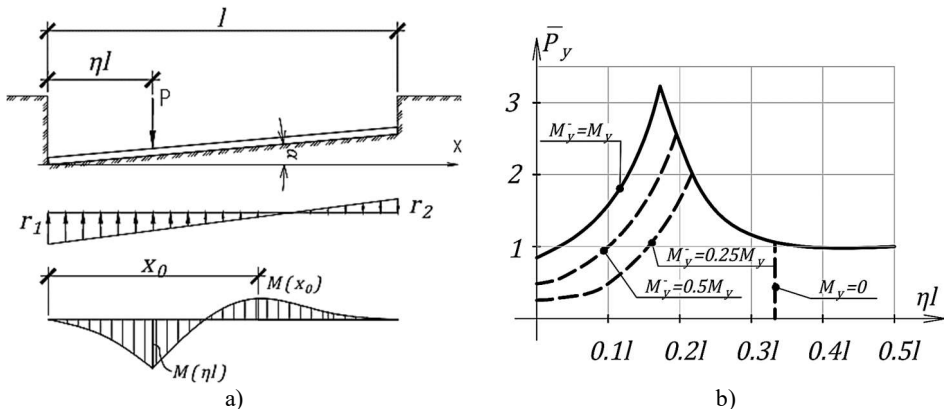 l
ηl
P
α
X
r₁
r₂
X₀
M(x₀)
M(ηl)
a)
P̅y
3
2
1
M⁻y=My
M⁻y=0.25My
M⁻y=0.5My
My=0
ηl
0.1l 0.2l 0.3l 0.4l 0.5l
b)